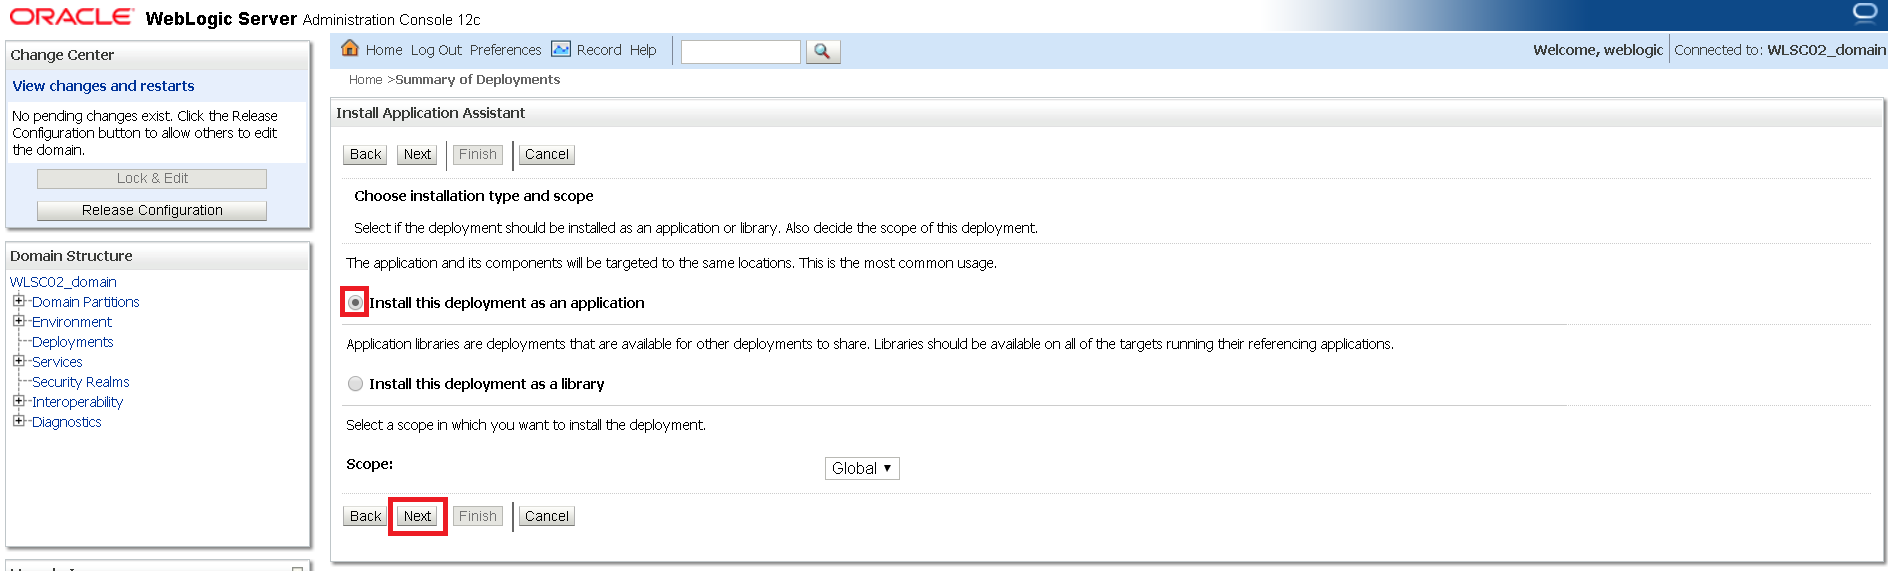 ORACLE WebLogic Server Administration Console 12c
Change Center
View changes and restarts
No pending changes exist. Click the Release
Configuration button to allow others to edit
the domain.
Lock & Edit
Release Configuration
Domain Structure
WLSC02_domain
Domain Partitions
Environment
Deployments
Services
Security Realms
Interoperability
Diagnostics
Home Log Out Preferences Record Help
Welcome, weblogic Connected to: WLSC02_domain
Home >Summary of Deployments
Install Application Assistant
Back Next Finish Cancel
Choose installation type and scope
Select if the deployment should be installed as an application or library. Also decide the scope of this deployment.
The application and its components will be targeted to the same locations. This is the most common usage.
Install this deployment as an application
Application libraries are deployments that are available for other deployments to share. Libraries should be available on all of the targets running their referencing applications.
Install this deployment as a library
Select a scope in which you want to install the deployment.
Scope: Global
Back Next Finish Cancel